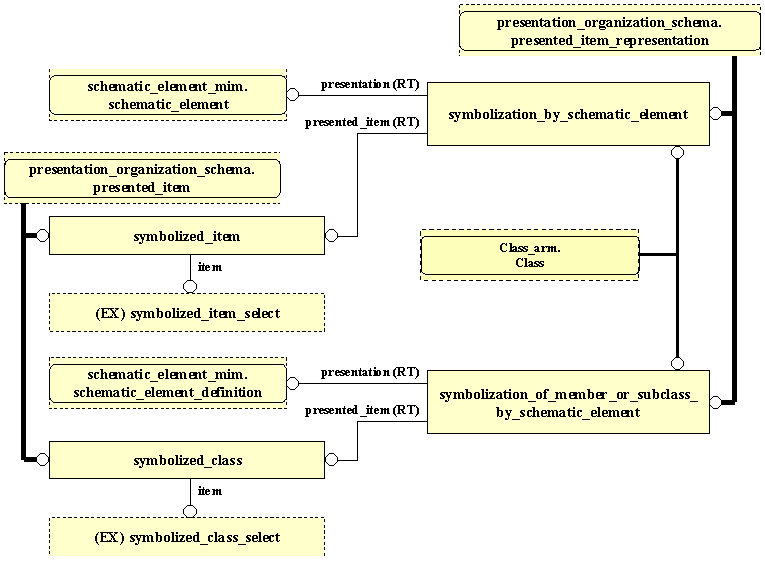 presentation_organization_schema.
presented_item_representation
schematic_element_mim.
schematic_element
presentation (RT)
symbolization_by_schematic_element
presented_item (RT)
presentation_organization_schema.
presented_item
symbolized_item
Class_arm.
Class
item
(EX) symbolized_item_select
schematic_element_mim.
schematic_element_definition
presentation (RT)
symbolization_of_member_or_subclass_
by_schematic_element
presented_item (RT)
symbolized_class
item
(EX) symbolized_class_select